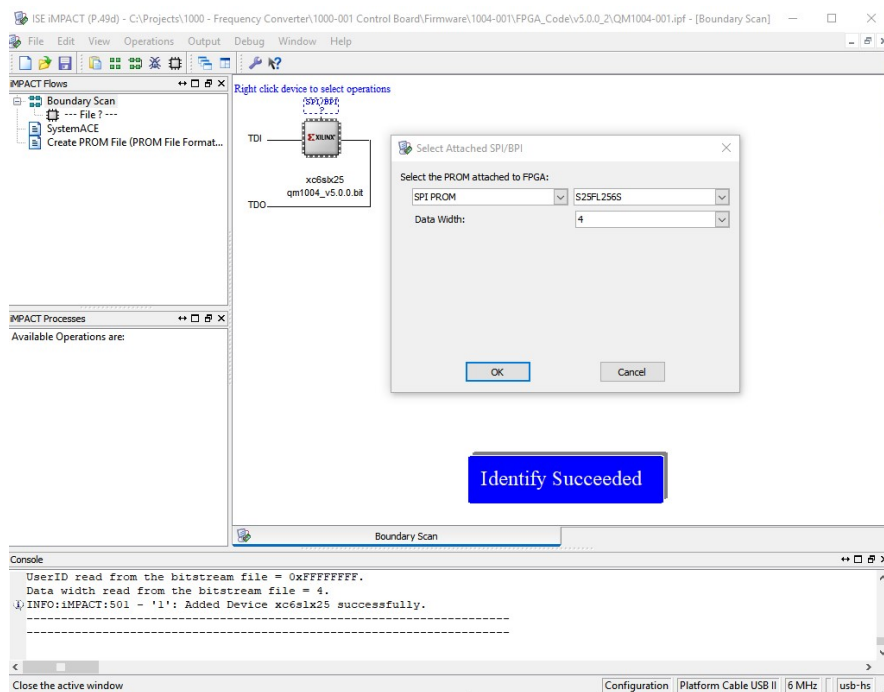 ISE iMPACT (P.49d) - C:\Projects\1000 - Frequency Converter\1000-001 Control Board\Firmware\1004-001\FPGA_Code\v5.0.0_2\QM1004-001.ipf - [Boundary Scan]
File Edit View Operations Output Debug Window Help
iMPACT Flows
Boundary Scan
--- File ? ---
SystemACE
Create PROM File (PROM File Format...
Right click device to select operations
SPI/BPI
?
TDI
XILINX
xc6slx25
qm1004_v5.0.0.bit
TDO
Select Attached SPI/BPI
Select the PROM attached to FPGA:
SPI PROM S25FL256S
Data Width: 4
OK Cancel
iMPACT Processes
Available Operations are:
Identify Succeeded
Boundary Scan
Console
UserID read from the bitstream file = 0xFFFFFFFF.
Data width read from the bitstream file = 4.
INFO:iMPACT:501 - '1': Added Device xc6slx25 successfully.
----------------------------------------------------------------------
----------------------------------------------------------------------
Close the active window
Configuration Platform Cable USB II 6 MHz usb-hs